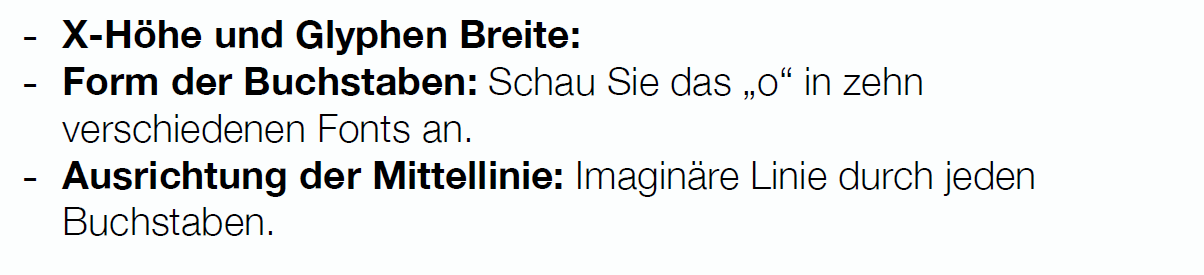 - X-Höhe und Glyphen Breite:
- Form der Buchstaben: Schau Sie das „o“ in zehn
verschiedenen Fonts an.
- Ausrichtung der Mittellinie: Imaginäre Linie durch jeden
Buchstaben.